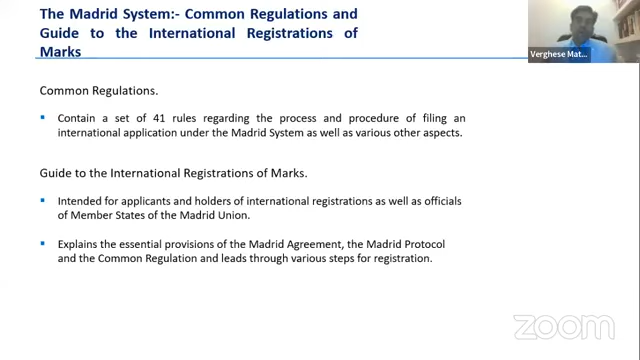 The Madrid System:- Common Regulations and
Guide to the International Registrations of
Marks
Verghese Mat...
Common Regulations.
Contain a set of 41 rules regarding the process and procedure of filing an
international application under the Madrid System as well as various other aspects.
Guide to the International Registrations of Marks.
Intended for applicants and holders of international registrations as well as officials
of Member States of the Madrid Union.
Explains the essential provisions of the Madrid Agreement, the Madrid Protocol
and the Common Regulation and leads through various steps for registration.
zoom